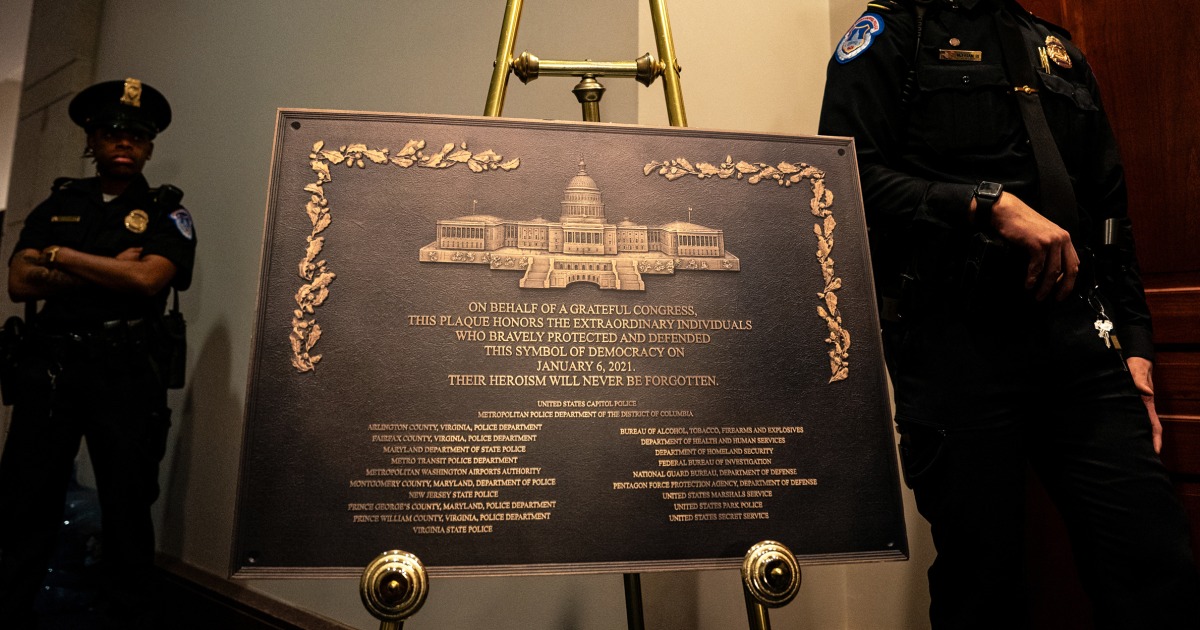 ON BEHALF OF A GRATEFUL CONGRESS,
THIS PLAQUE HONORS THE EXTRAORDINARY INDIVIDUALS
WHO BRAVELY PROTECTED AND DEFENDED
THIS SYMBOL OF DEMOCRACY ON
JANUARY 6, 2021.
THEIR HEROISM WILL NEVER BE FORGOTTEN.
UNITED STATES CAPITOL POLICE
METROPOLITAN POLICE DEPARTMENT OF THE DISTRICT OF COLUMBIA
ARLINGTON COUNTY, VIRGINIA, POLICE DEPARTMENT
FAIRFAX COUNTY, VIRGINIA, POLICE DEPARTMENT
MARYLAND DEPARTMENT OF STATE POLICE
METRO TRANSIT POLICE DEPARTMENT
METROPOLITAN WASHINGTON AIRPORTS AUTHORITY
MONTGOMERY COUNTY, MARYLAND, DEPARTMENT OF POLICE
NEW JERSEY STATE POLICE
PRINCE GEORGE'S COUNTY, MARYLAND, POLICE DEPARTMENT
PRINCE WILLIAM COUNTY, VIRGINIA, POLICE DEPARTMENT
VIRGINIA STATE POLICE
BUREAU OF ALCOHOL, TOBACCO, FIREARMS AND EXPLOSIVES
DEPARTMENT OF HEALTH AND HUMAN SERVICES
DEPARTMENT OF HOMELAND SECURITY
FEDERAL BUREAU OF INVESTIGATION
NATIONAL GUARD BUREAU, DEPARTMENT OF DEFENSE
PENTAGON FORCE PROTECTION AGENCY, DEPARTMENT OF DEFENSE
UNITED STATES MARSHALS SERVICE
UNITED STATES PARK POLICE
UNITED STATES SECRET SERVICE